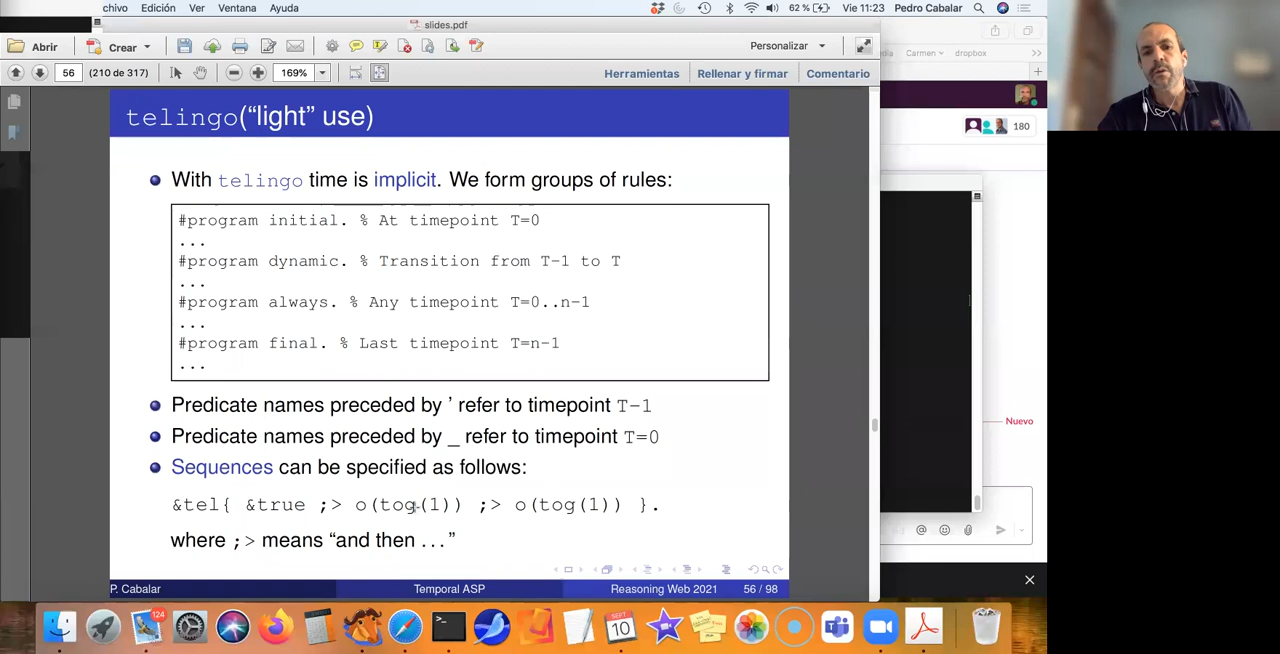 chivo Edición Ver Ventana Ayuda 62 % Vie 11:23 Pedro Cabalar
slides.pdf
Abrir Crear Personalizar
56 (210 de 317) 169% Herramientas Rellenar y firmar Comentario
Carmen dropbox
telingo("light" use)
180
With telingo time is implicit. We form groups of rules:
#program initial. % At timepoint T=0
...
#program dynamic. % Transition from T-1 to T
...
#program always. % Any timepoint T=0..n-1
...
#program final. % Last timepoint T=n-1
...
Predicate names preceded by ' refer to timepoint T-1
Predicate names preceded by _ refer to timepoint T=0
Nuevo
Sequences can be specified as follows:
&tel{ &true ;> o(tog(1)) ;> o(tog(1)) }.
where ;> means "and then ..."
P. Cabalar Temporal ASP Reasoning Web 2021 56 / 98
124
SEPT
10